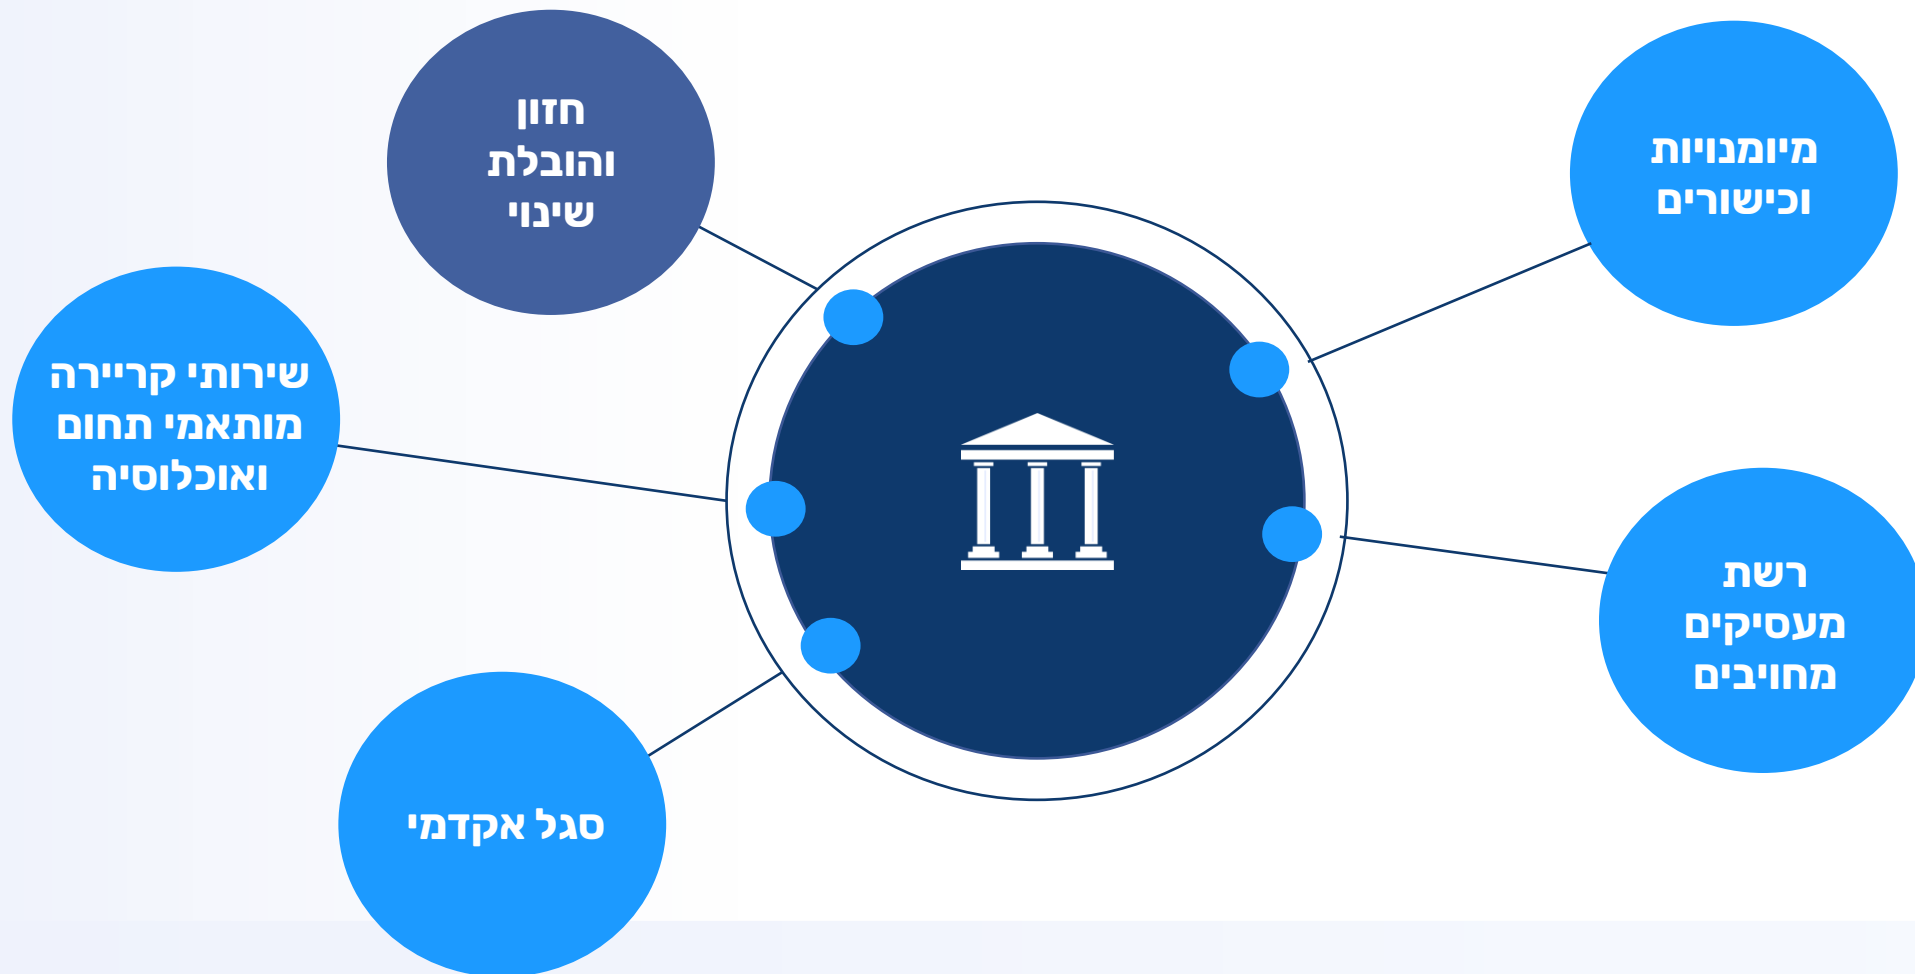 חזון
והובלת
שינוי
מיומנויות
וכישורים
שירותי קריירה
מותאמי תחום
ואוכלוסיה
רשת
מעסיקים
מחויבים
סגל אקדמי